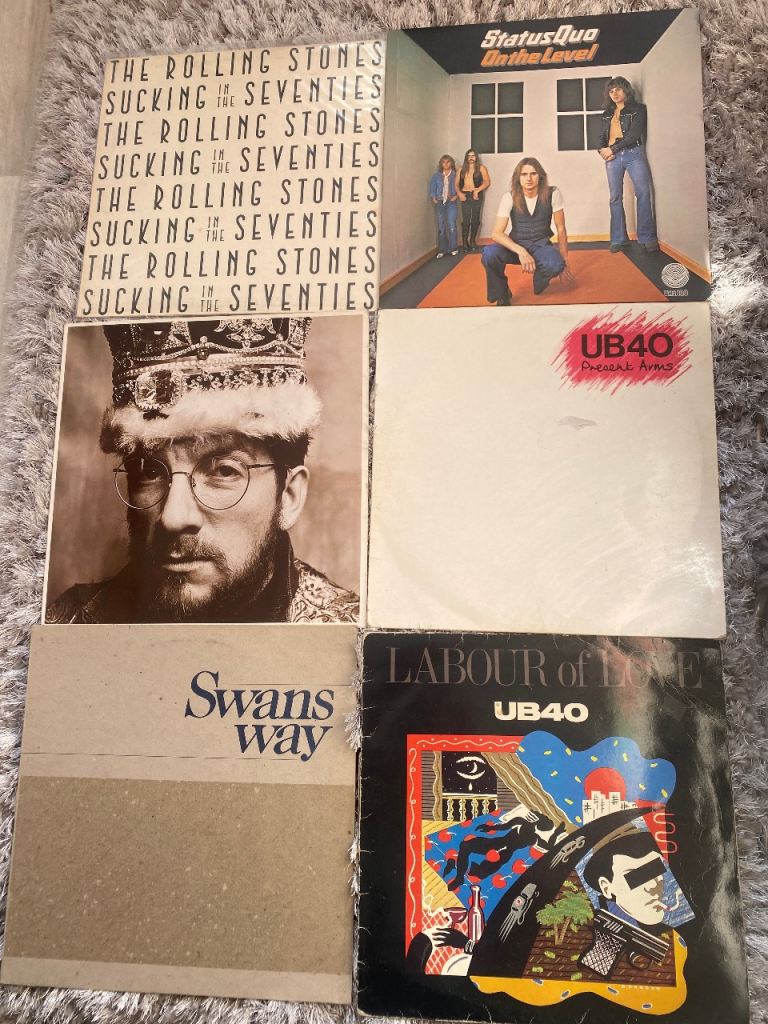 THE ROLLING STONES
SUCKING IN THE SEVENTIES
THE ROLLING STONES
SUCKING IN THE SEVENTIES
THE ROLLING STONES
SUCKING IN THE SEVENTIES
THE ROLLING STONES
SUCKING IN THE SEVENTIES
Status Quo
On the Level
UB40
Present Arms
Swans
way
LABOUR of LOVE
UB40